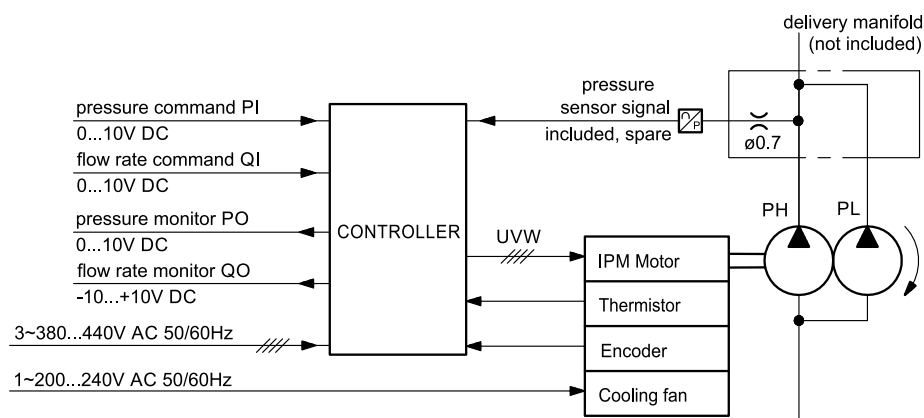 delivery manifold
(not included)
pressure
sensor signal
included, spare
P
ø0.7
pressure command PI
0...10V DC
flow rate command QI
0...10V DC
pressure monitor PO
0...10V DC
flow rate monitor QO
-10...+10V DC
3~380...440V AC 50/60Hz
1~200...240V AC 50/60Hz
CONTROLLER
UVW
IPM Motor
Thermistor
Encoder
Cooling fan
PH
PL